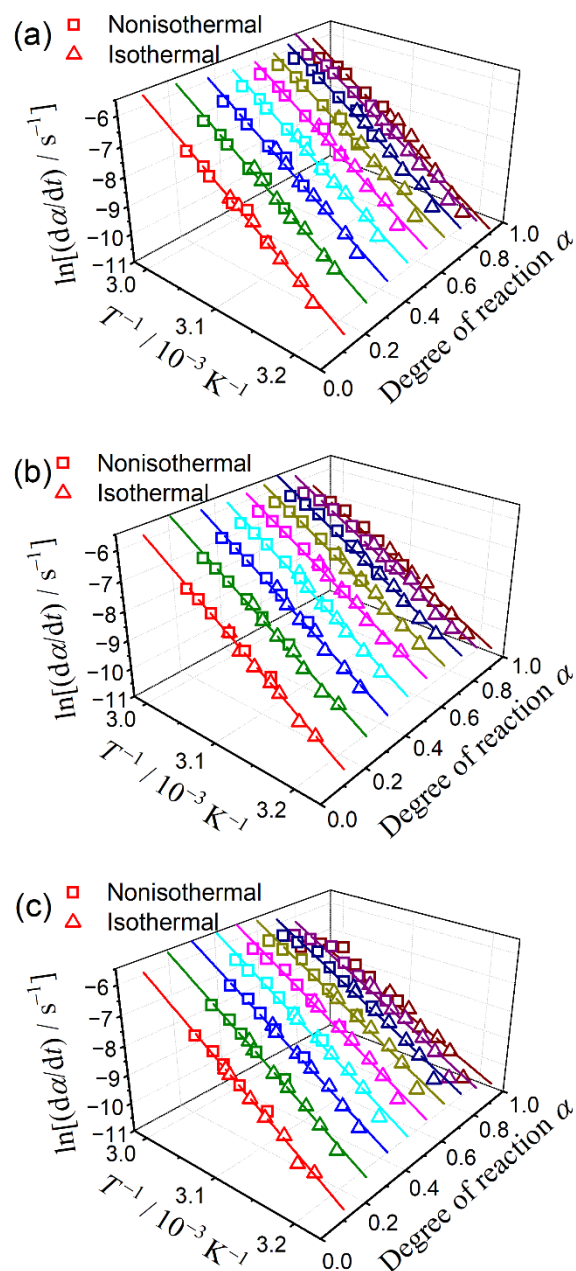 (a)
Nonisothermal
Isothermal
−6
−7
−8
−9
−10
−11
ln[(dα/dt) / s⁻¹]
3.0
3.1
3.2
T⁻¹ / 10⁻³ K⁻¹
0.0
0.2
0.4
0.6
0.8
1.0
Degree of reaction α
(b)
Nonisothermal
Isothermal
−6
−7
−8
−9
−10
−11
ln[(dα/dt) / s⁻¹]
3.0
3.1
3.2
T⁻¹ / 10⁻³ K⁻¹
0.0
0.2
0.4
0.6
0.8
1.0
Degree of reaction α
(c)
Nonisothermal
Isothermal
−6
−7
−8
−9
−10
−11
ln[(dα/dt) / s⁻¹]
3.0
3.1
3.2
T⁻¹ / 10⁻³ K⁻¹
0.0
0.2
0.4
0.6
0.8
1.0
Degree of reaction α